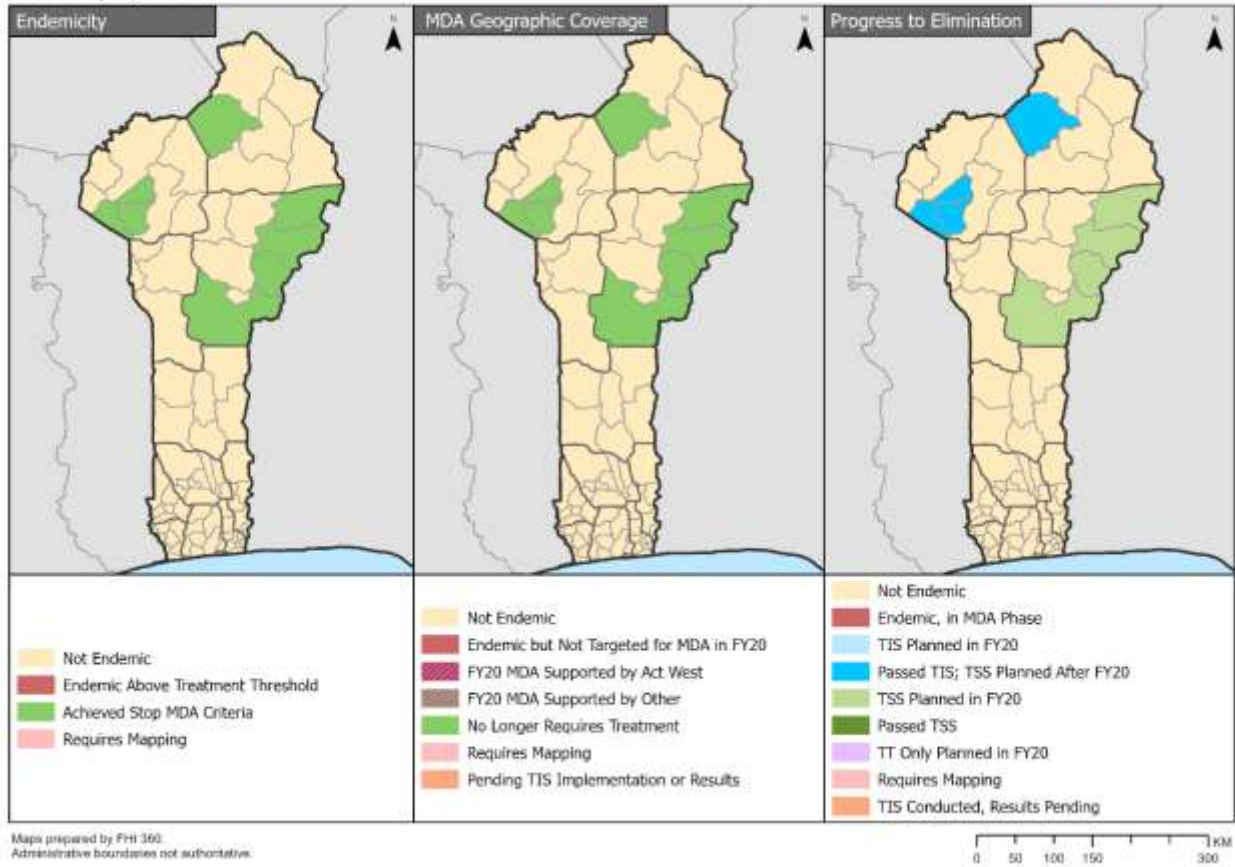 Endemicity
MDA Geographic Coverage
Progress to Elimination
N
N
N
Not Endemic
Endemic Above Treatment Threshold
Achieved Stop MDA Criteria
Requires Mapping
Not Endemic
Endemic but Not Targeted for MDA in FY20
FY20 MDA Supported by Act West
FY20 MDA Supported by Other
No Longer Requires Treatment
Requires Mapping
Pending TIS Implementation or Results
Not Endemic
Endemic, in MDA Phase
TIS Planned in FY20
Passed TIS; TSS Planned After FY20
TSS Planned in FY20
Passed TSS
TT Only Planned in FY20
Requires Mapping
TIS Conducted, Results Pending
Maps prepared by FHI 360.
Administrative boundaries not authoritative.
KM
0 50 100 150 300